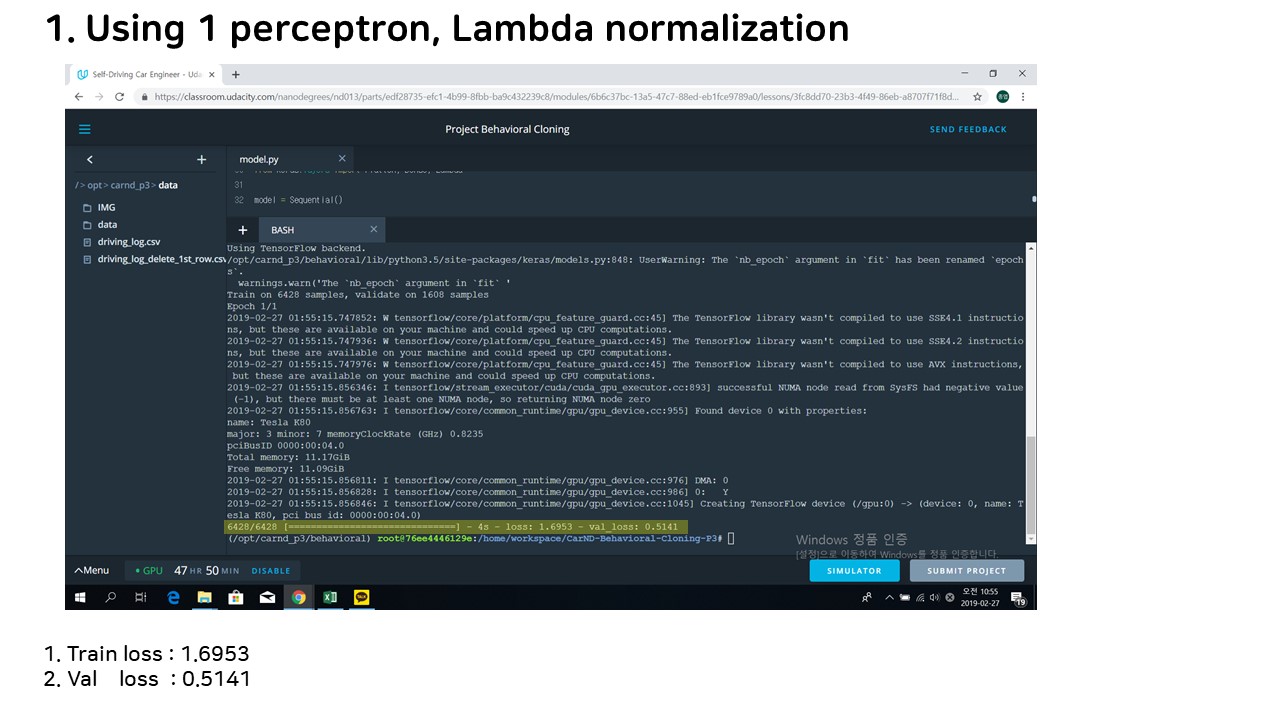 1. Using 1 perceptron, Lambda normalization
Self-Driving Car Engineer - Uda
https://classroom.udacity.com/nanodegrees/nd013/parts/edf28735-efc1-4b99-8fbb-ba9c432239c8/modules/6b6c37bc-13a5-47c7-88ed-eb1fce9789a0/lessons/3fc8dd70-23b3-4f49-86eb-a8707f71f8d...
Project Behavioral Cloning
SEND FEEDBACK
model.py
/ > opt > carnd_p3 > data
31
IMG
32 model = Sequential()
data
BASH
driving_log.csv
driving_log_delete_1st_row.csv
Using TensorFlow backend.
/opt/carnd_p3/behavioral/lib/python3.5/site-packages/keras/models.py:848: UserWarning: The `nb_epoch` argument in `fit` has been renamed `epoch
s`.
warnings.warn('The `nb_epoch` argument in `fit` '
Train on 6428 samples, validate on 1608 samples
Epoch 1/1
2019-02-27 01:55:15.747852: W tensorflow/core/platform/cpu_feature_guard.cc:45] The TensorFlow library wasn't compiled to use SSE4.1 instructio
ns, but these are available on your machine and could speed up CPU computations.
2019-02-27 01:55:15.747936: W tensorflow/core/platform/cpu_feature_guard.cc:45] The TensorFlow library wasn't compiled to use SSE4.2 instructio
ns, but these are available on your machine and could speed up CPU computations.
2019-02-27 01:55:15.747976: W tensorflow/core/platform/cpu_feature_guard.cc:45] The TensorFlow library wasn't compiled to use AVX instructions,
but these are available on your machine and could speed up CPU computations.
2019-02-27 01:55:15.856346: I tensorflow/stream_executor/cuda/cuda_gpu_executor.cc:893] successful NUMA node read from SysFS had negative value
(-1), but there must be at least one NUMA node, so returning NUMA node zero
2019-02-27 01:55:15.856763: I tensorflow/core/common_runtime/gpu/gpu_device.cc:955] Found device 0 with properties:
name: Tesla K80
major: 3 minor: 7 memoryClockRate (GHz) 0.8235
pciBusID 0000:00:04.0
Total memory: 11.17GiB
Free memory: 11.09GiB
2019-02-27 01:55:15.856811: I tensorflow/core/common_runtime/gpu/gpu_device.cc:976] DMA: 0
2019-02-27 01:55:15.856828: I tensorflow/core/common_runtime/gpu/gpu_device.cc:986] 0: Y
2019-02-27 01:55:15.856846: I tensorflow/core/common_runtime/gpu/gpu_device.cc:1045] Creating TensorFlow device (/gpu:0) -> (device: 0, name: T
esla K80, pci bus id: 0000:00:04.0)
6428/6428 [==============================] - 4s - loss: 1.6953 - val_loss: 0.5141
(/opt/carnd_p3/behavioral) root@76ee4446129e:/home/workspace/CarND-Behavioral-Cloning-P3#
Windows 정품 인증
[설정]으로 이동하여 Windows를 정품 인증합니다.
Menu GPU 47 HR 50 MIN DISABLE
SIMULATOR
SUBMIT PROJECT
오전 10:55
2019-02-27
19
1. Train loss : 1.6953
2. Val loss : 0.5141